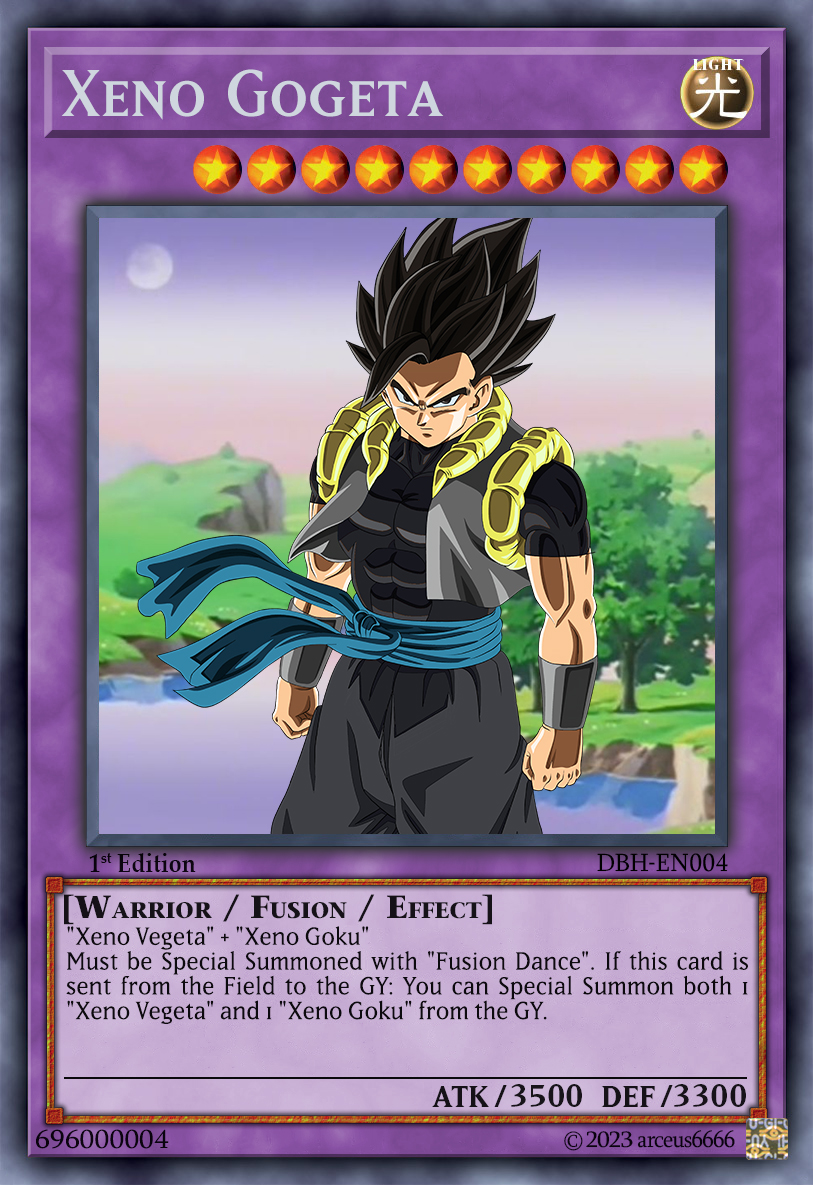 Xeno Gogeta
LIGHT
光
1st Edition
DBH-EN004
[Warrior / Fusion / Effect]
"Xeno Vegeta" + "Xeno Goku"
Must be Special Summoned with "Fusion Dance". If this card is
sent from the Field to the GY: You can Special Summon both 1
"Xeno Vegeta" and 1 "Xeno Goku" from the GY.
ATK/3500 DEF/3300
696000004
©2023 arceus6666